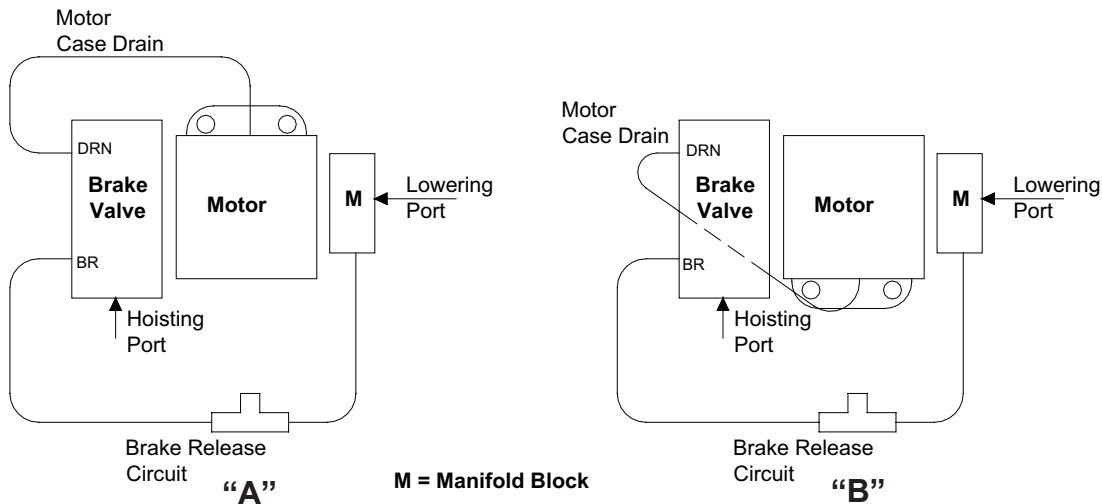 Motor
Case Drain
DRN
Brake
Valve
Motor
M
Lowering
Port
BR
Hoisting
Port
Brake Release
Circuit
“A”
M = Manifold Block
Motor
Case Drain
DRN
Brake
Valve
Motor
M
Lowering
Port
BR
Hoisting
Port
Brake Release
Circuit
“B”